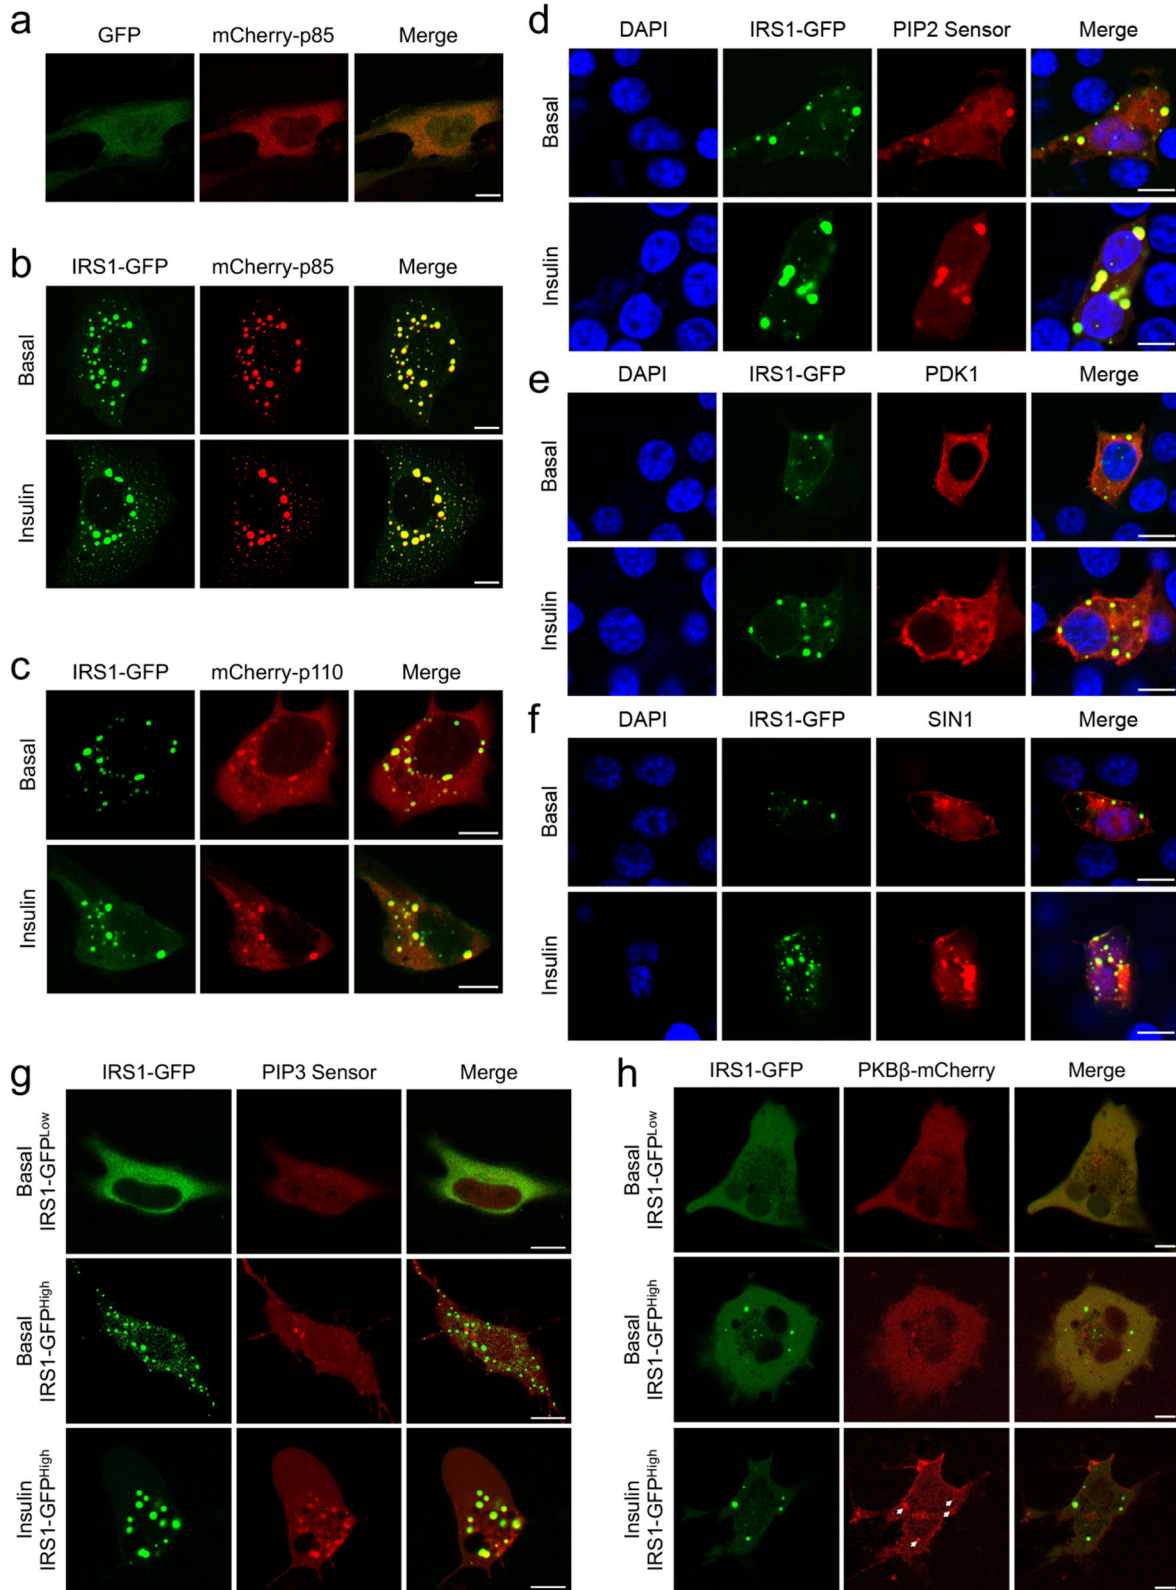 a
GFP mCherry-p85 Merge
b
IRS1-GFP mCherry-p85 Merge
Basal
Insulin
c
IRS1-GFP mCherry-p110 Merge
Basal
Insulin
d
DAPI IRS1-GFP PIP2 Sensor Merge
Basal
Insulin
e
DAPI IRS1-GFP PDK1 Merge
Basal
Insulin
f
DAPI IRS1-GFP SIN1 Merge
Basal
Insulin
g
IRS1-GFP PIP3 Sensor Merge
Basal
IRS1-GFPLow
Basal
IRS1-GFPHigh
Insulin
IRS1-GFPHigh
h
IRS1-GFP PKBβ-mCherry Merge
Basal
IRS1-GFPLow
Basal
IRS1-GFPHigh
Insulin
IRS1-GFPHigh